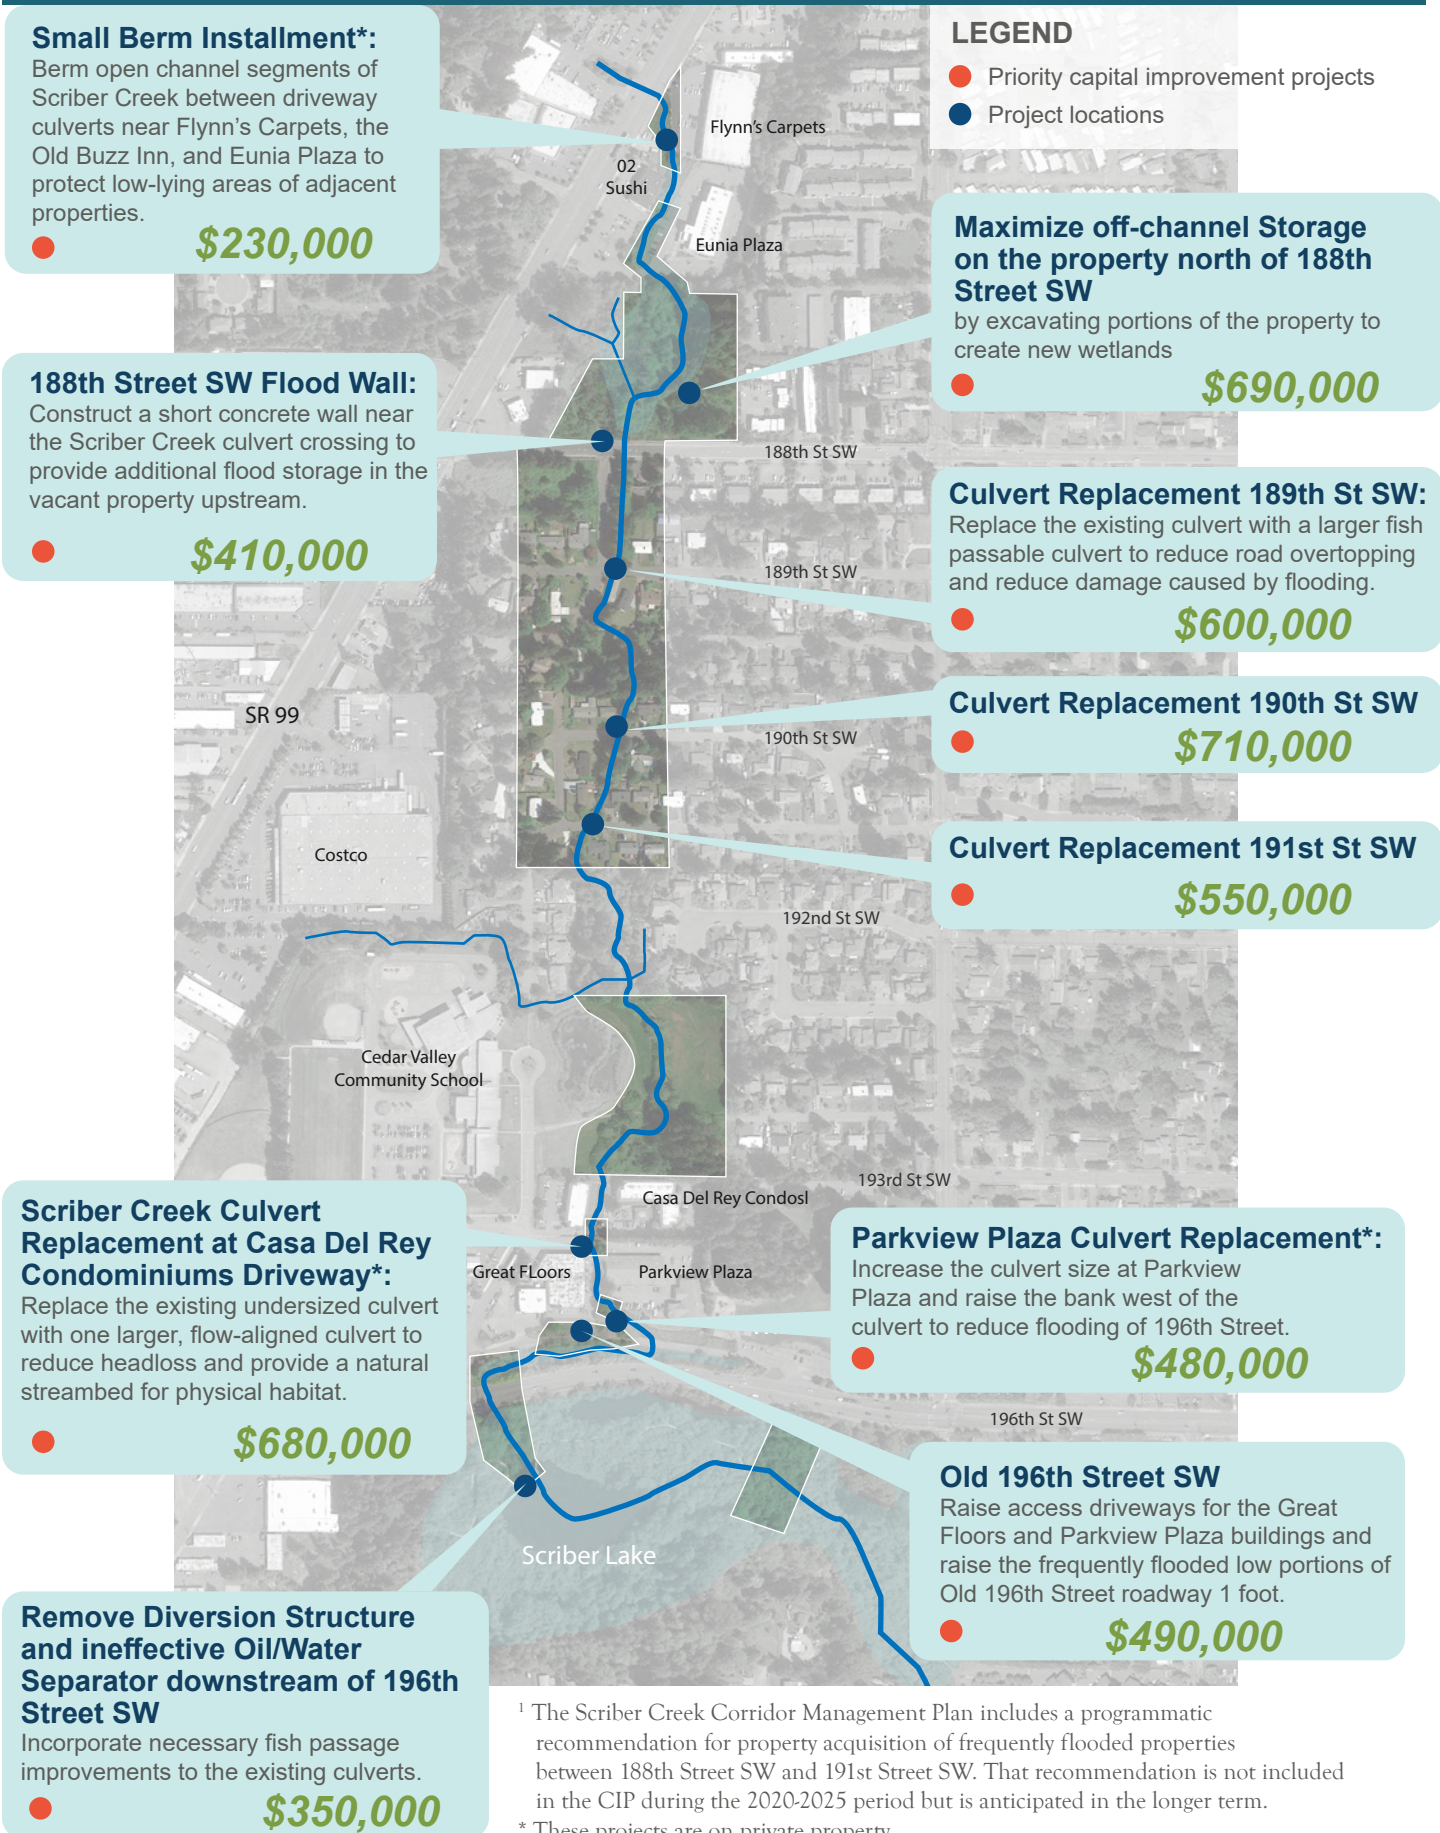 Small Berm Installment*:
Berm open channel segments of
Scriber Creek between driveway
culverts near Flynn's Carpets, the
Old Buzz Inn, and Eunia Plaza to
protect low-lying areas of adjacent
properties.
$230,000
LEGEND
Priority capital improvement projects
Project locations
Flynn's Carpets
02
Sushi
Eunia Plaza
Maximize off-channel Storage
on the property north of 188th
Street SW
by excavating portions of the property to
create new wetlands
$690,000
188th Street SW Flood Wall:
Construct a short concrete wall near
the Scriber Creek culvert crossing to
provide additional flood storage in the
vacant property upstream.
$410,000
188th St SW
Culvert Replacement 189th St SW:
Replace the existing culvert with a larger fish
passable culvert to reduce road overtopping
and reduce damage caused by flooding.
$600,000
189th St SW
SR 99
190th St SW
Culvert Replacement 190th St SW
$710,000
Costco
Culvert Replacement 191st St SW
$550,000
192nd St SW
Cedar Valley
Community School
193rd St SW
Casa Del Rey Condosl
Scriber Creek Culvert
Replacement at Casa Del Rey
Condominiums Driveway*:
Replace the existing undersized culvert
with one larger, flow-aligned culvert to
reduce headloss and provide a natural
streambed for physical habitat.
$680,000
Great FLoors
Parkview Plaza
Parkview Plaza Culvert Replacement*:
Increase the culvert size at Parkview
Plaza and raise the bank west of the
culvert to reduce flooding of 196th Street.
$480,000
196th St SW
Old 196th Street SW
Raise access driveways for the Great
Floors and Parkview Plaza buildings and
raise the frequently flooded low portions of
Old 196th Street roadway 1 foot.
$490,000
Scriber Lake
Remove Diversion Structure
and ineffective Oil/Water
Separator downstream of 196th
Street SW
Incorporate necessary fish passage
improvements to the existing culverts.
$350,000
1 The Scriber Creek Corridor Management Plan includes a programmatic
recommendation for property acquisition of frequently flooded properties
between 188th Street SW and 191st Street SW. That recommendation is not included
in the CIP during the 2020-2025 period but is anticipated in the longer term.
* These projects are on private property